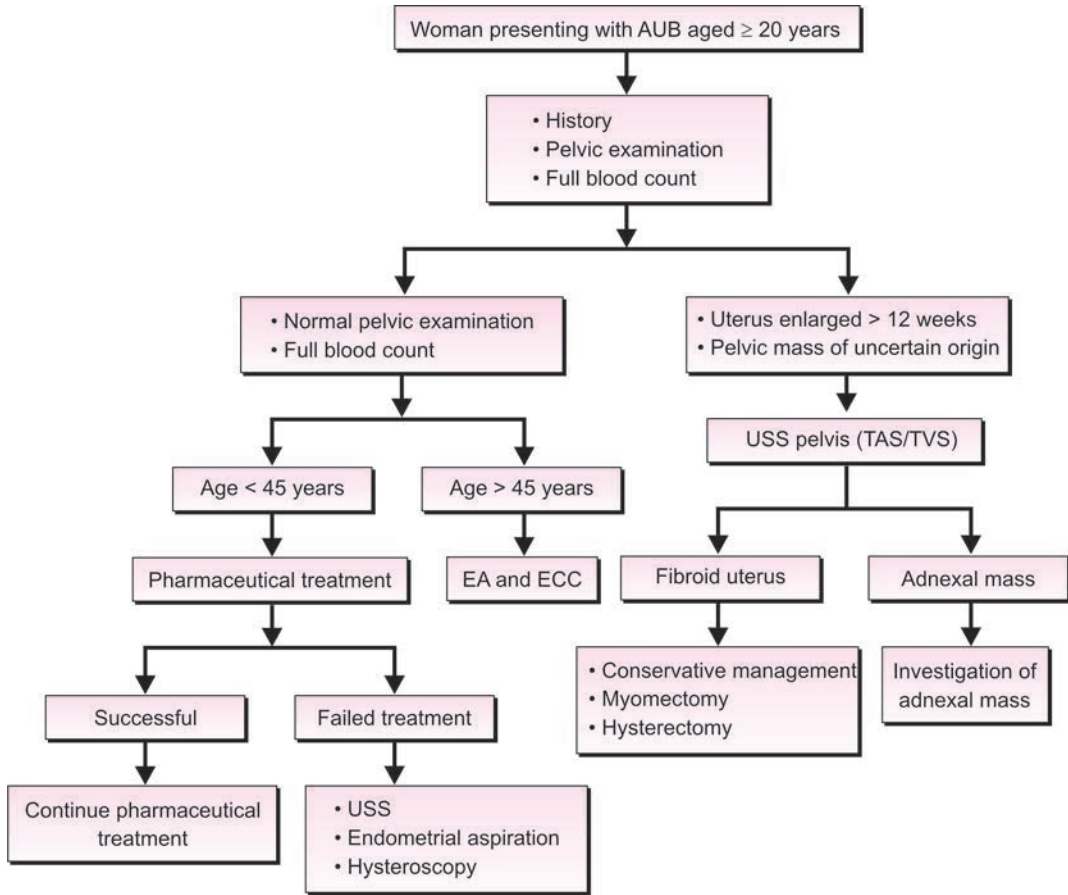 Woman presenting with AUB aged ≥ 20 years
• History
• Pelvic examination
• Full blood count
• Normal pelvic examination
• Full blood count
• Uterus enlarged > 12 weeks
• Pelvic mass of uncertain origin
USS pelvis (TAS/TVS)
Age < 45 years
Age > 45 years
Pharmaceutical treatment
EA and ECC
Fibroid uterus
Adnexal mass
• Conservative management
• Myomectomy
• Hysterectomy
Investigation of
adnexal mass
Successful
Failed treatment
Continue pharmaceutical
treatment
• USS
• Endometrial aspiration
• Hysteroscopy